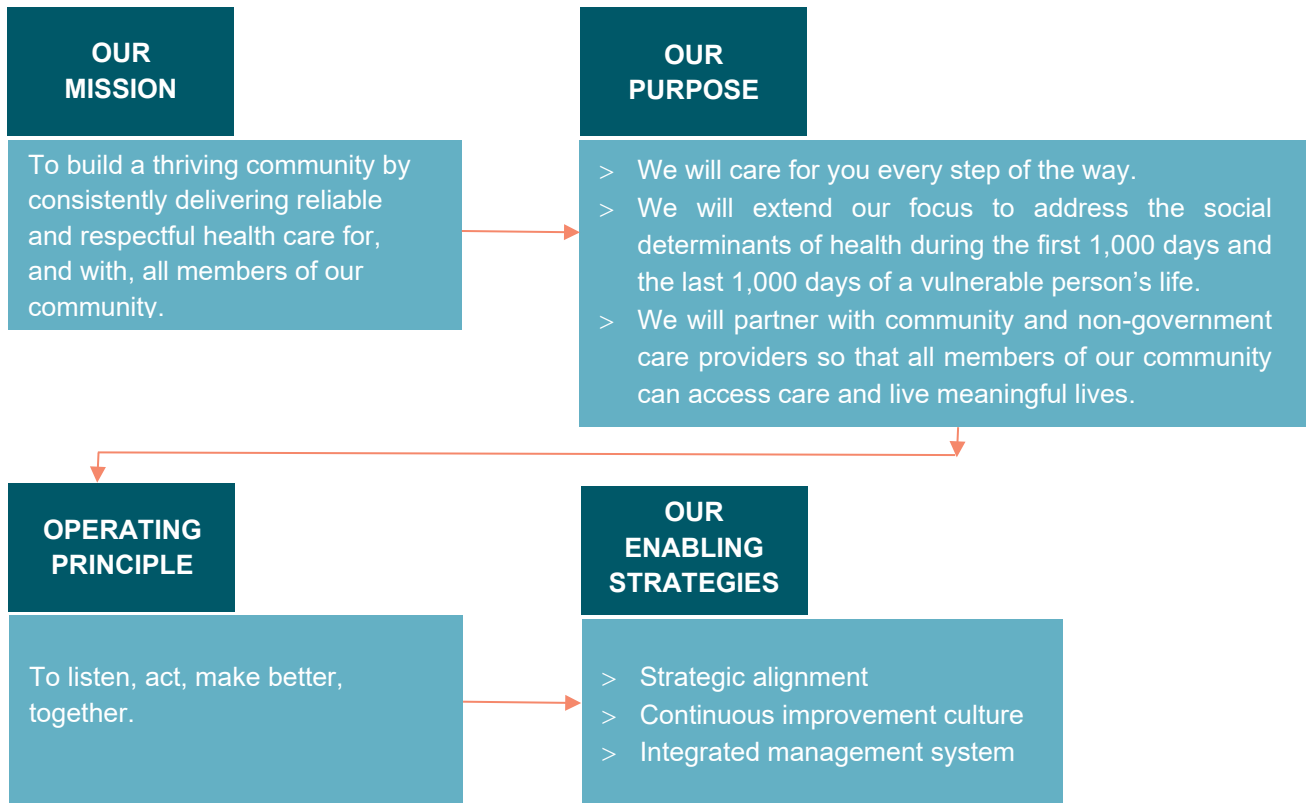 OUR
MISSION
To build a thriving community by
consistently delivering reliable
and respectful health care for,
and with, all members of our
community.
OUR
PURPOSE
> We will care for you every step of the way.
> We will extend our focus to address the social
determinants of health during the first 1,000 days and
the last 1,000 days of a vulnerable person’s life.
> We will partner with community and non-government
care providers so that all members of our community
can access care and live meaningful lives.
OPERATING
PRINCIPLE
To listen, act, make better,
together.
OUR
ENABLING
STRATEGIES
> Strategic alignment
> Continuous improvement culture
> Integrated management system